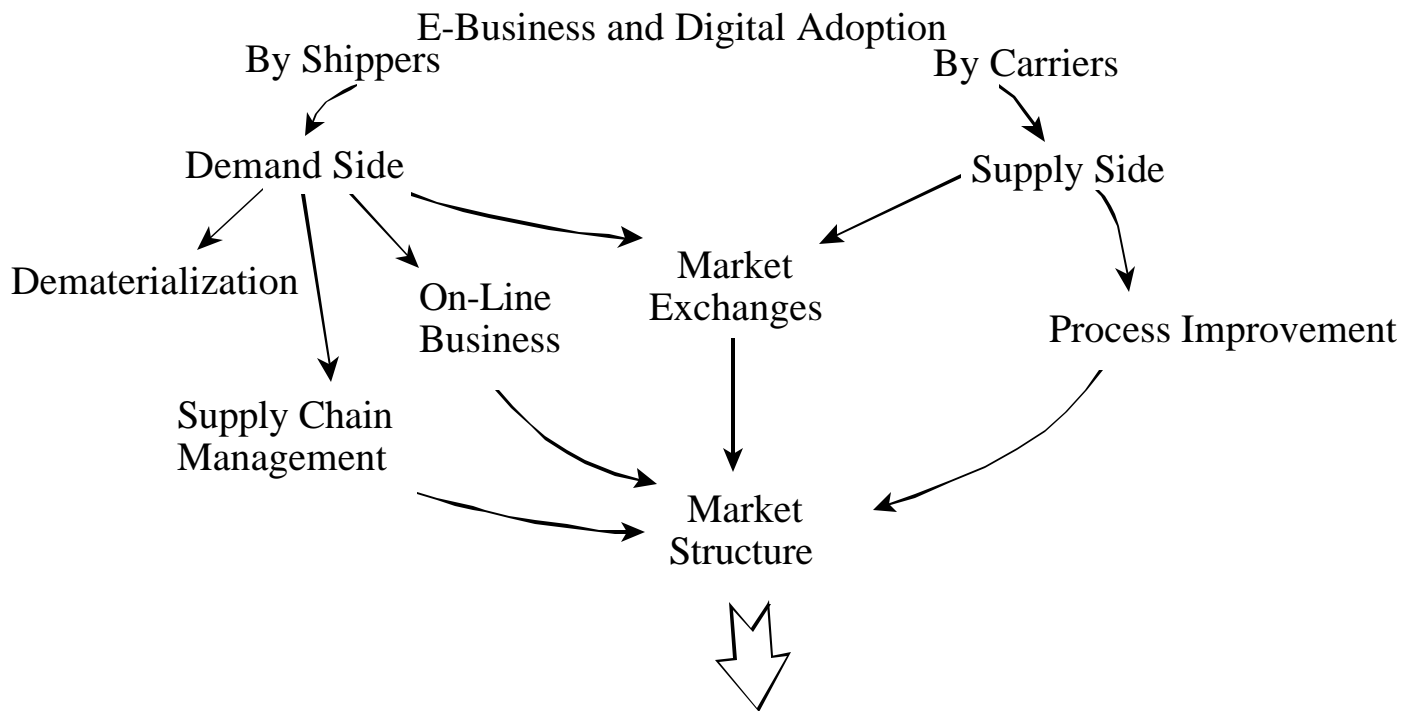 E-Business and Digital Adoption
By Shippers
By Carriers
Demand Side
Supply Side
Dematerialization
On-Line
Business
Market
Exchanges
Process Improvement
Supply Chain
Management
Market
Structure